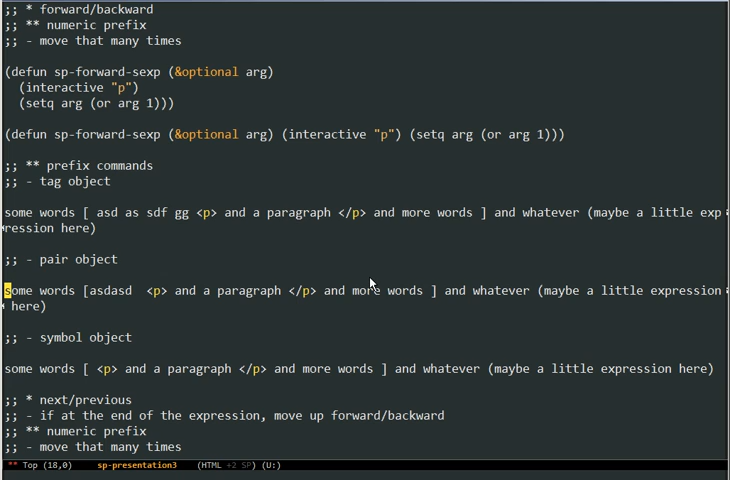 ;; * forward/backward
;; ** numeric prefix
;; - move that many times
(defun sp-forward-sexp (&optional arg)
  (interactive "p")
  (setq arg (or arg 1)))
(defun sp-forward-sexp (&optional arg) (interactive "p") (setq arg (or arg 1)))
;; ** prefix commands
;; - tag object
some words [ asd as sdf gg <p> and a paragraph </p> and more words ] and whatever (maybe a little exp
ression here)
;; - pair object
some words [asdasd  <p> and a paragraph </p> and more words ] and whatever (maybe a little expression
 here)
;; - symbol object
some words [ <p> and a paragraph </p> and more words ] and whatever (maybe a little expression here)
;; * next/previous
;; - if at the end of the expression, move up forward/backward
;; ** numeric prefix
;; - move that many times
** Top (18,0)    sp-presentation3    (HTML +2 SP) (U:)